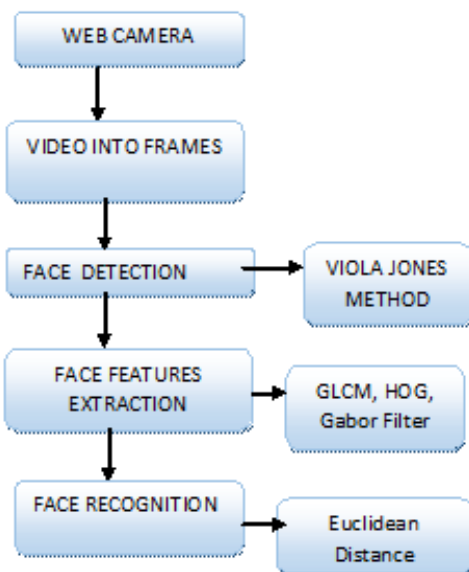 WEB CAMERA
VIDEO INTO FRAMES
FACE DETECTION
VIOLA JONES
METHOD
FACE FEATURES
EXTRACTION
GLCM, HOG,
Gabor Filter
FACE RECOGNITION
Euclidean
Distance